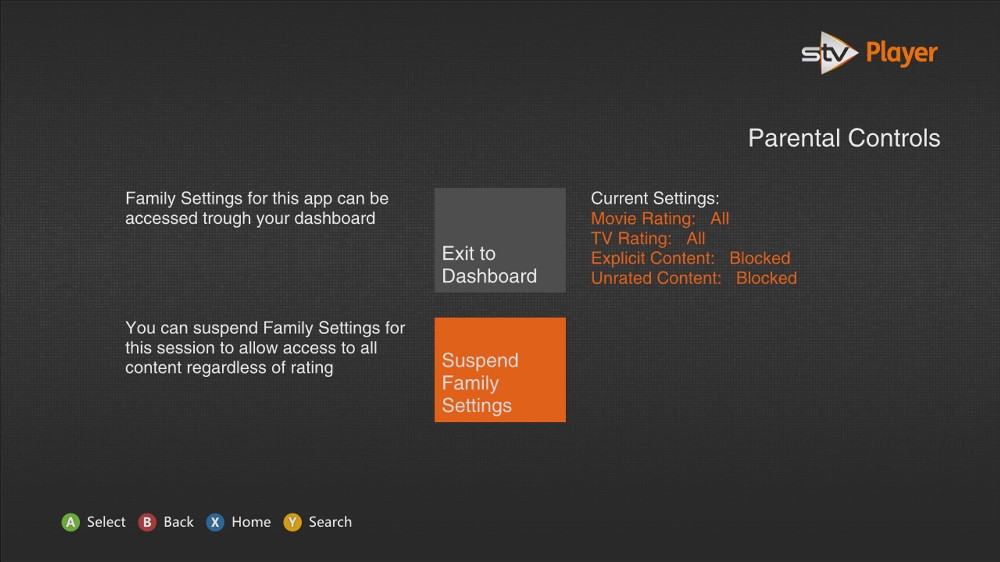 stv Player
Parental Controls
Family Settings for this app can be
accessed trough your dashboard
Exit to
Dashboard
Current Settings:
Movie Rating: All
TV Rating: All
Explicit Content: Blocked
Unrated Content: Blocked
You can suspend Family Settings for
this session to allow access to all
content regardless of rating
Suspend
Family
Settings
A Select B Back X Home Y Search